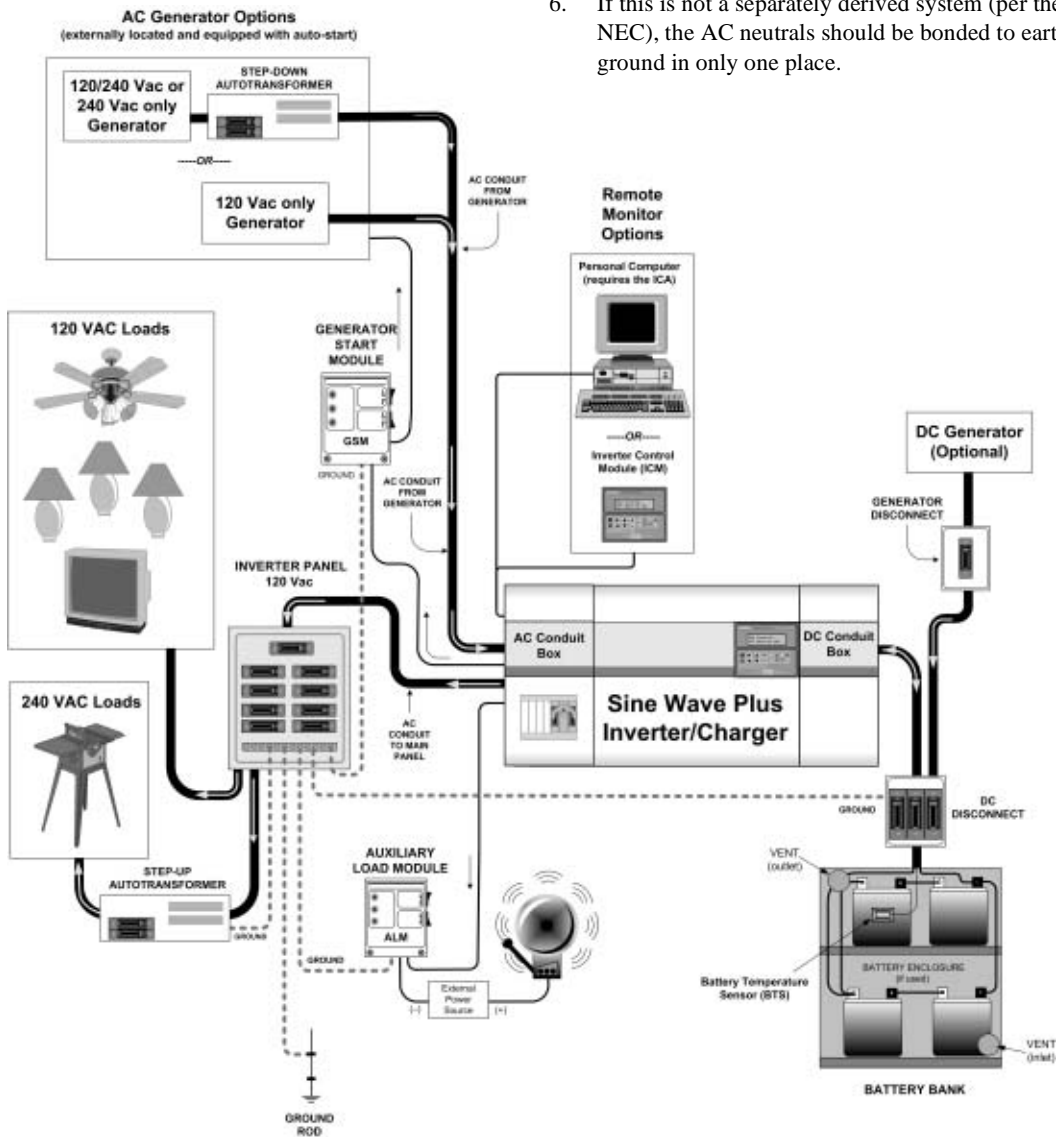 6. If this is not a separately derived system (per the
NEC), the AC neutrals should be bonded to eart
ground in only one place.
AC Generator Options
(externally located and equipped with auto-start)
120/240 Vac or
240 Vac only
Generator
STEP-DOWN
AUTOTRANSFORMER
-----OR-----
120 Vac only
Generator
AC CONDUIT
FROM
GENERATOR
Remote
Monitor
Options
Personal Computer
(requires the ICA)
-----OR-----
Inverter Control
Module (ICM)
120 VAC Loads
GENERATOR
START
MODULE
GSM
GROUND
AC CONDUIT
FROM
GENERATOR
DC Generator
(Optional)
GENERATOR
DISCONNECT
INVERTER PANEL
120 Vac
AC Conduit
Box
DC Conduit
Box
Sine Wave Plus
Inverter/Charger
240 VAC Loads
AC
CONDUIT
TO MAIN
PANEL
GROUND
DC
DISCONNECT
STEP-UP
AUTOTRANSFORMER
GROUND
AUXILIARY
LOAD MODULE
ALM
GROUND
External
Power
Source
(-)
(+)
VENT
(outlet)
Battery Temperature
Sensor (BTS)
BATTERY ENCLOSURE
(if used)
VENT
(inlet)
BATTERY BANK
GROUND
ROD